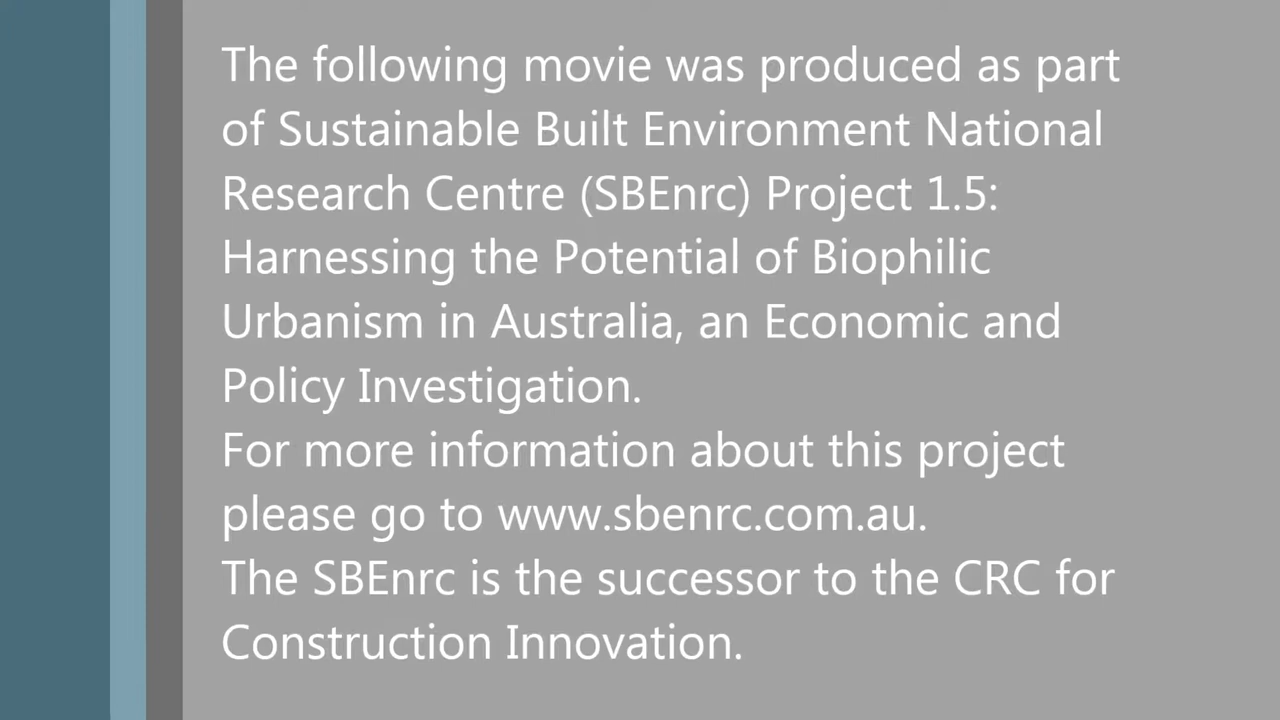 The following movie was produced as part
of Sustainable Built Environment National
Research Centre (SBEnrc) Project 1.5:
Harnessing the Potential of Biophilic
Urbanism in Australia, an Economic and
Policy Investigation.
For more information about this project
please go to www.sbenrc.com.au.
The SBEnrc is the successor to the CRC for
Construction Innovation.